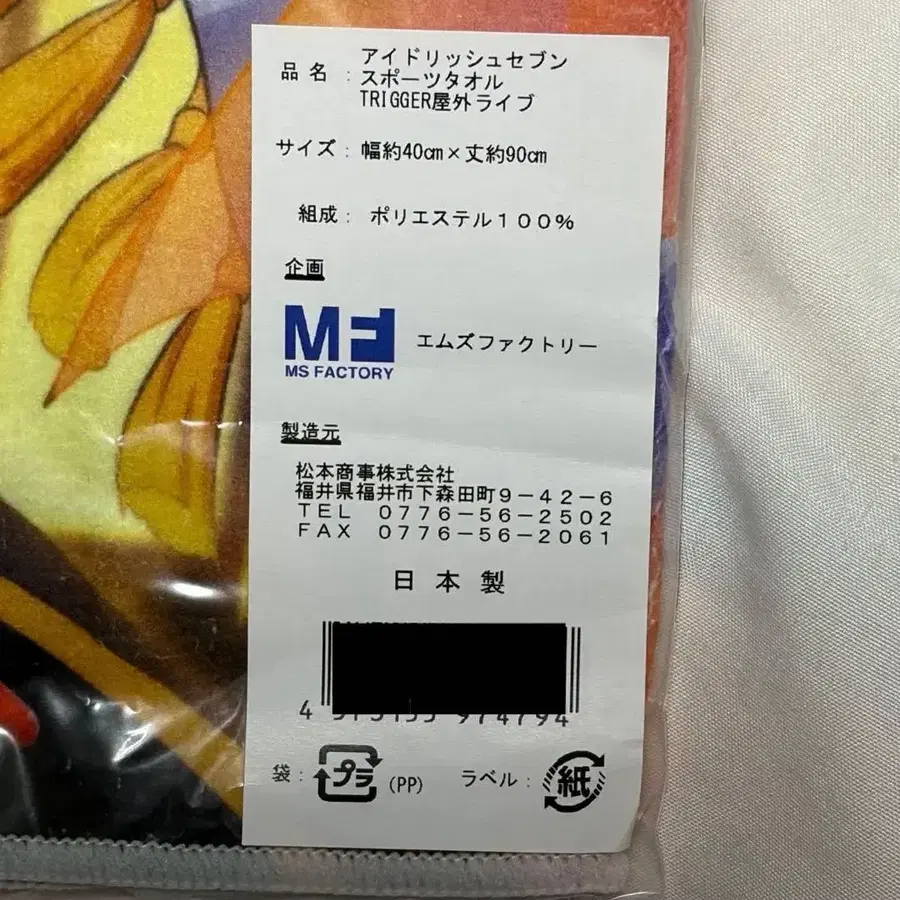 品名：アイドリッシュセブン
スポーツタオル
TRIGGER屋外ライブ
サイズ：幅約40㎝×丈約90㎝
組成：ポリエステル１００％
企画
MF
MS FACTORY
エムズファクトリー
製造元
松本商事株式会社
福井県福井市下森田町９－４２－６
ＴＥＬ　０７７６－５６－２５０２
ＦＡＸ　０７７６－５６－２０６１
日本製
袋：プラ(PP)　ラベル：紙